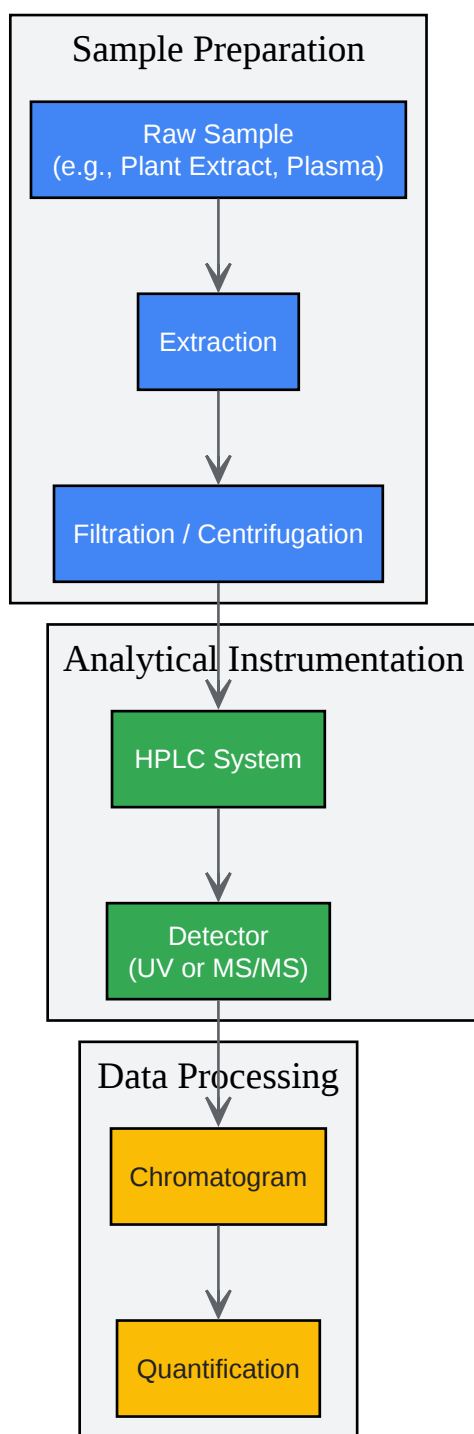 Sample Preparation
Raw Sample
(e.g., Plant Extract, Plasma)
Extraction
Filtration / Centrifugation
Analytical Instrumentation
HPLC System
Detector
(UV or MS/MS)
Data Processing
Chromatogram
Quantification